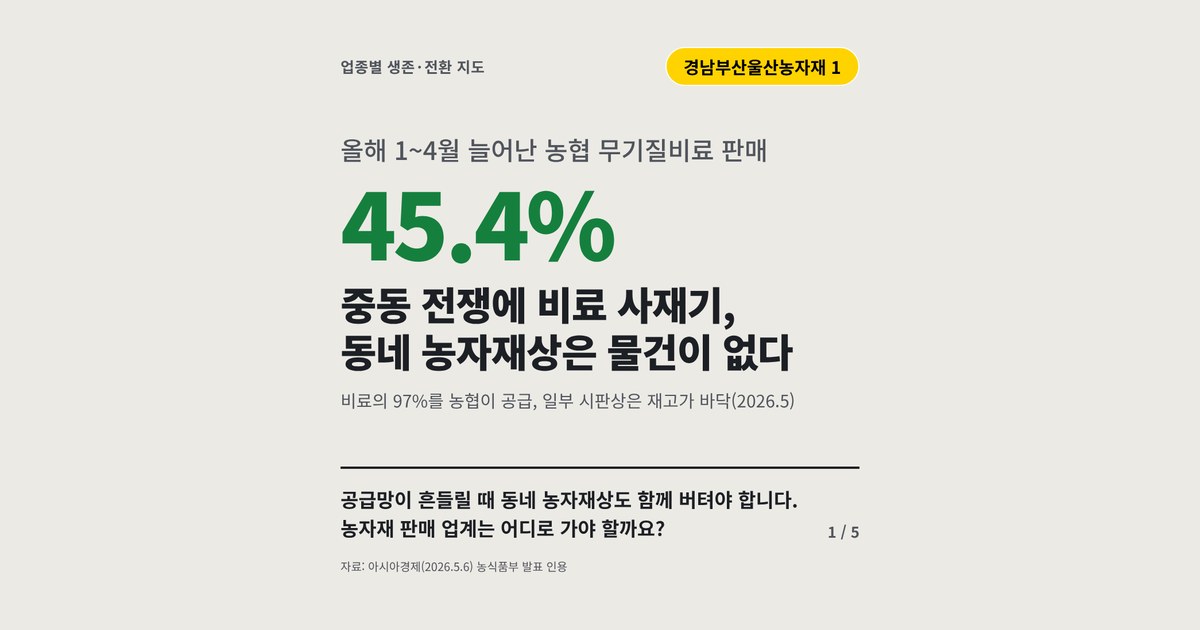 업종별 생존·전환 지도
경남부산울산농자재 1
올해 1~4월 늘어난 농협 무기질비료 판매
45.4%
중동 전쟁에 비료 사재기,
동네 농자재상은 물건이 없다
비료의 97%를 농협이 공급, 일부 시판상은 재고가 바닥(2026.5)
공급망이 흔들릴 때 동네 농자재상도 함께 버텨야 합니다.
농자재 판매 업계는 어디로 가야 할까요?
1 / 5
자료: 아시아경제(2026.5.6) 농식품부 발표 인용